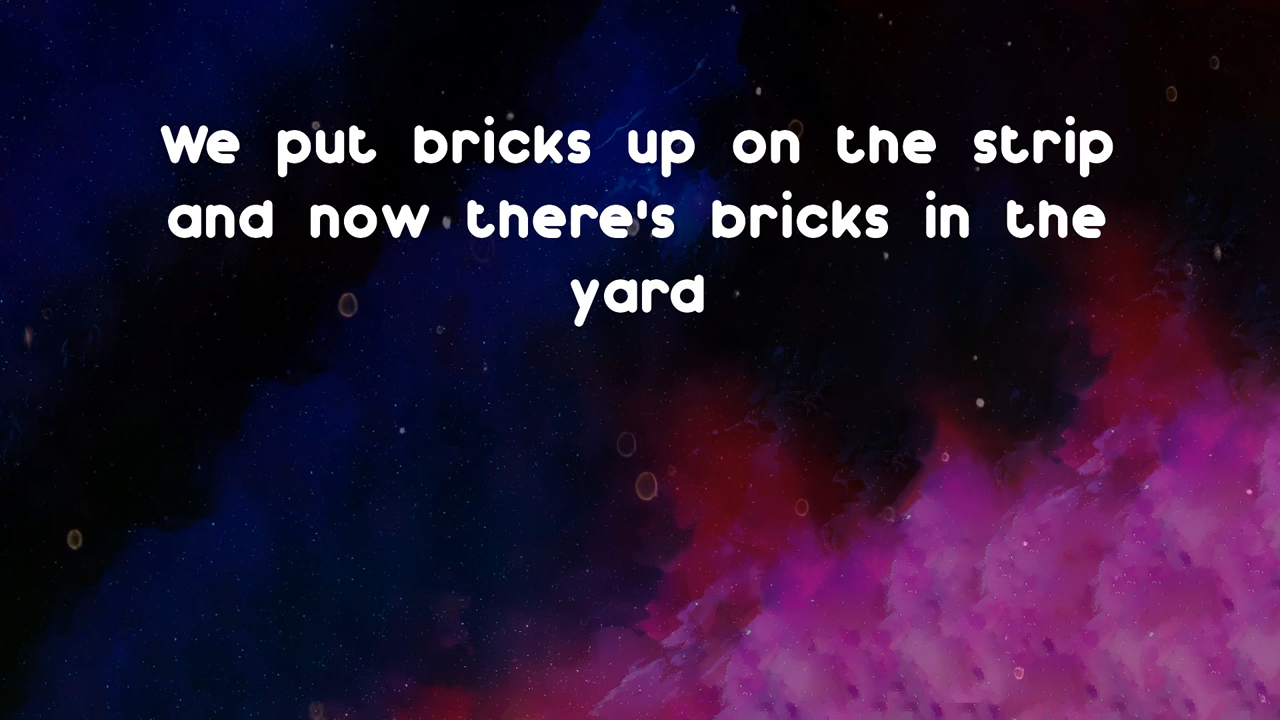 We put bricks up on the strip
and now there's bricks in the
yard